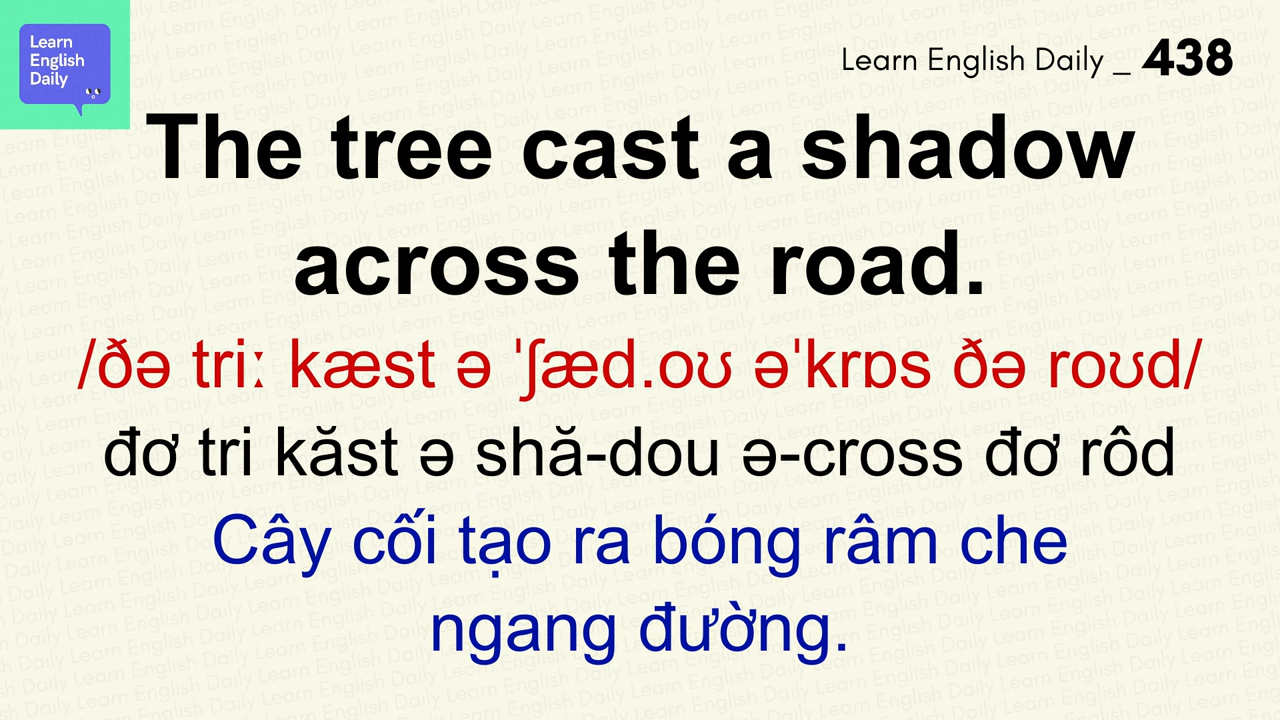 Learn
English
Daily
Learn English Daily _ 438
The tree cast a shadow
across the road.
/ðə triː kæst ə ˈʃæd.oʊ əˈkrɒs ðə roʊd/
đơ tri kăst ə shă-dou ə-cross đơ rôd
Cây cối tạo ra bóng râm che
ngang đường.